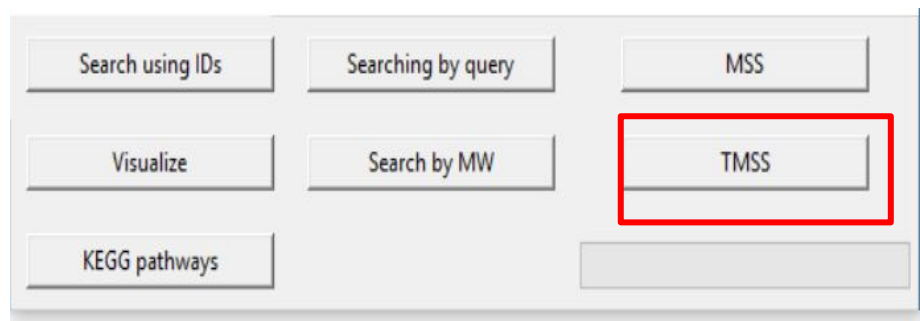 Search using IDs
Searching by query
MSS
Visualize
Search by MW
TMSS
KEGG pathways